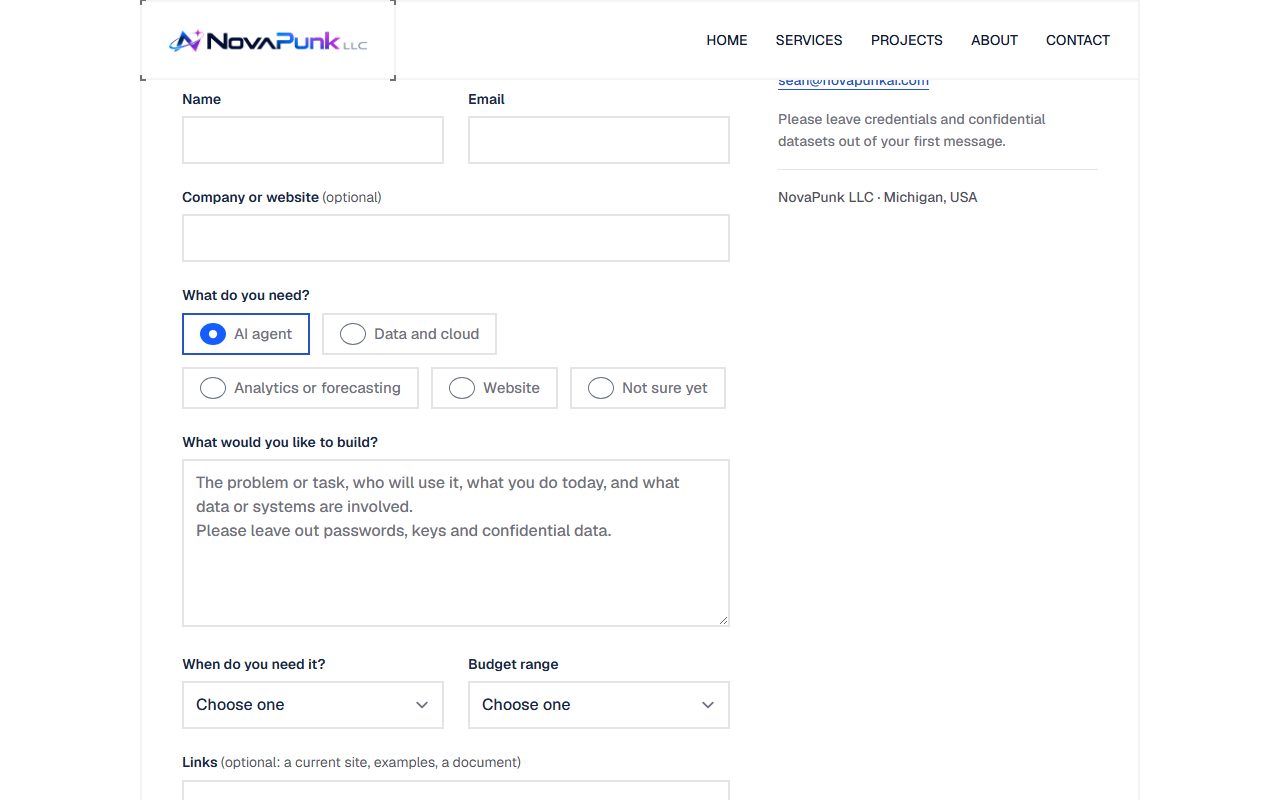 NovaPunk LLC
HOME SERVICES PROJECTS ABOUT CONTACT
sean@novapunkai.com
Please leave credentials and confidential
datasets out of your first message.
NovaPunk LLC · Michigan, USA
Name
Email
Company or website (optional)
What do you need?
AI agent
Data and cloud
Analytics or forecasting
Website
Not sure yet
What would you like to build?
The problem or task, who will use it, what you do today, and what
data or systems are involved.
Please leave out passwords, keys and confidential data.
When do you need it?
Choose one
Budget range
Choose one
Links (optional: a current site, examples, a document)